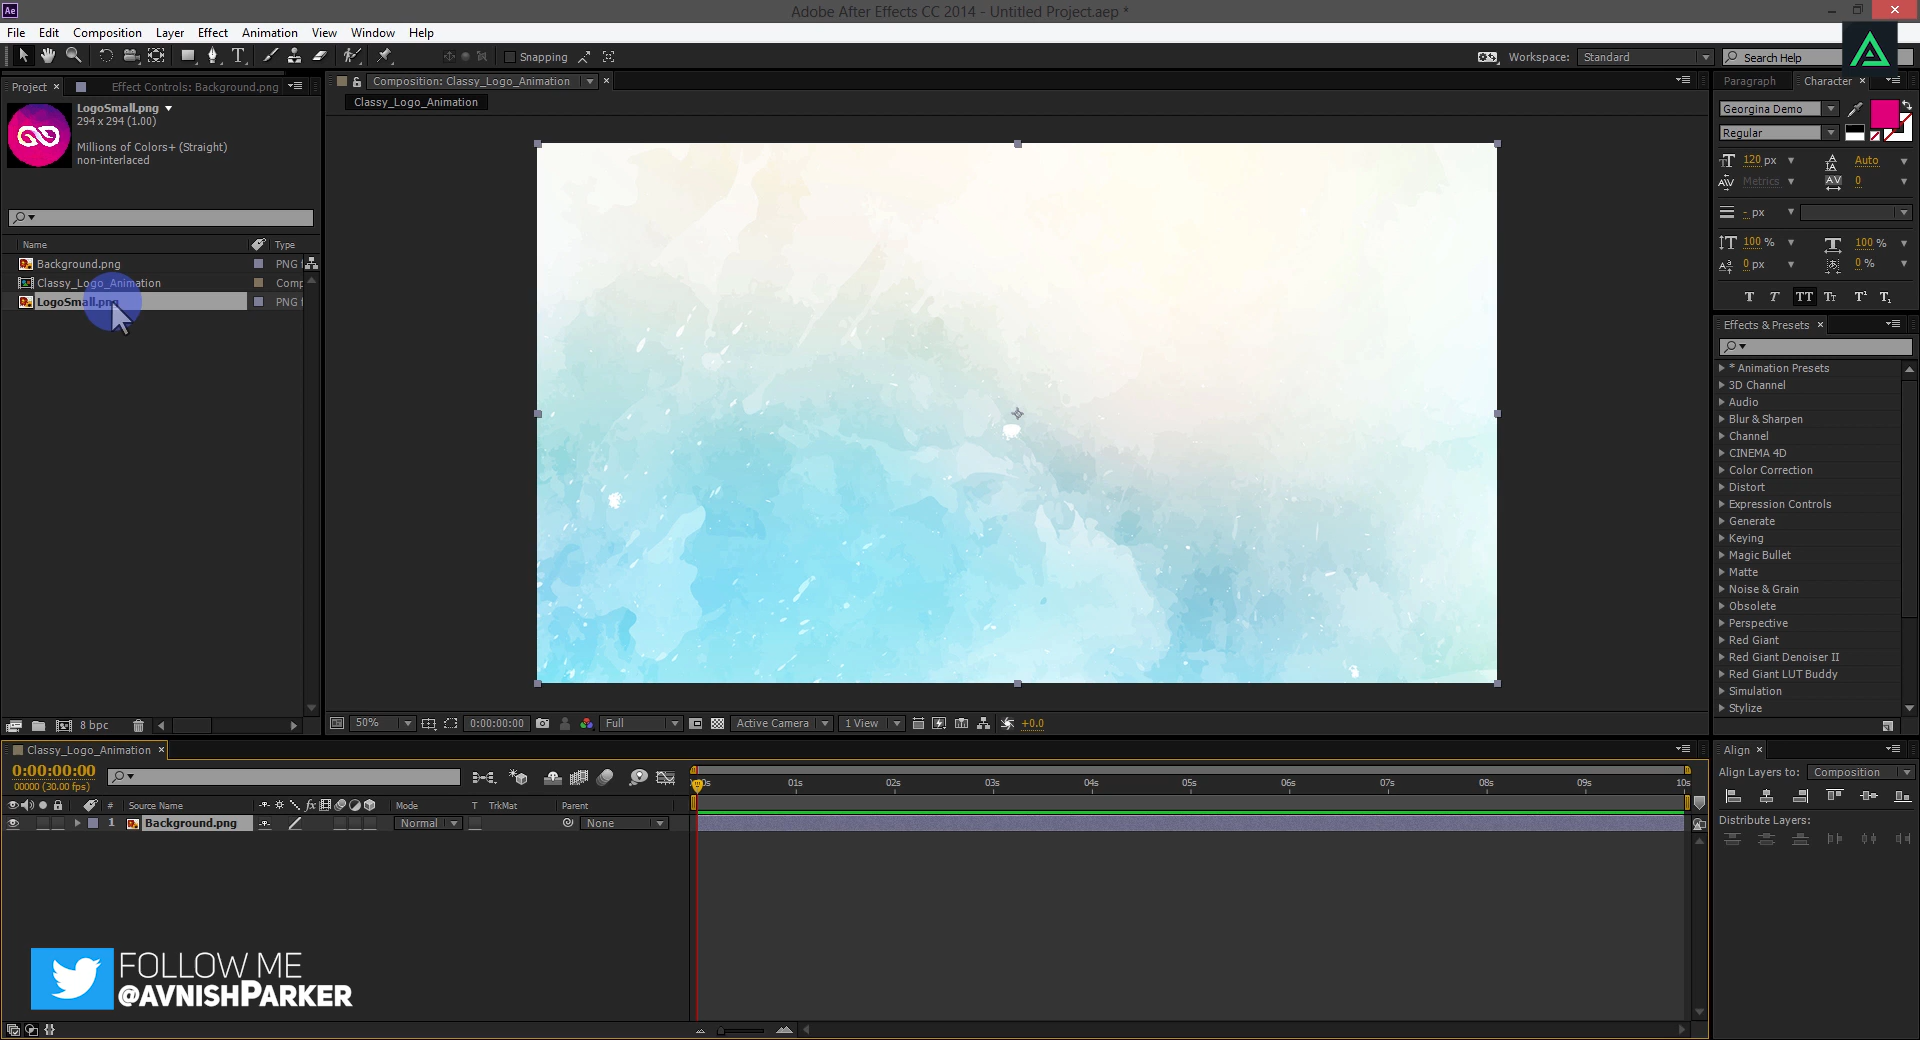 Ae
Adobe After Effects CC 2014 - Untitled Project.aep *
File Edit Composition Layer Effect Animation View Window Help
Snapping
Workspace: Standard
Search Help
Project
Effect Controls: Background.png
LogoSmall.png
294 x 294 (1.00)
Millions of Colors+ (Straight)
non-interlaced
Name Type
Background.png PNG
Classy_Logo_Animation Comp
LogoSmall.png PNG
8 bpc
Composition: Classy_Logo_Animation
Classy_Logo_Animation
50% 0:00:00:00 Full Active Camera 1 View +0.0
Paragraph Character
Georgina Demo
Regular
120 px Auto
Metrics 0
- px
100 % 100 %
0 px 0 %
T T TT Tt T¹ T₁
Effects & Presets
* Animation Presets
3D Channel
Audio
Blur & Sharpen
Channel
CINEMA 4D
Color Correction
Distort
Expression Controls
Generate
Keying
Magic Bullet
Matte
Noise & Grain
Obsolete
Perspective
Red Giant
Red Giant Denoiser II
Red Giant LUT Buddy
Simulation
Stylize
Classy_Logo_Animation
0:00:00:00
00000 (30.00 fps)
# Source Name fx Mode T TrkMat Parent
1 Background.png Normal None
01s 02s 03s 04s 05s 06s 07s 08s 09s 10s
Align
Align Layers to: Composition
Distribute Layers:
FOLLOW ME
@AVNISHPARKER